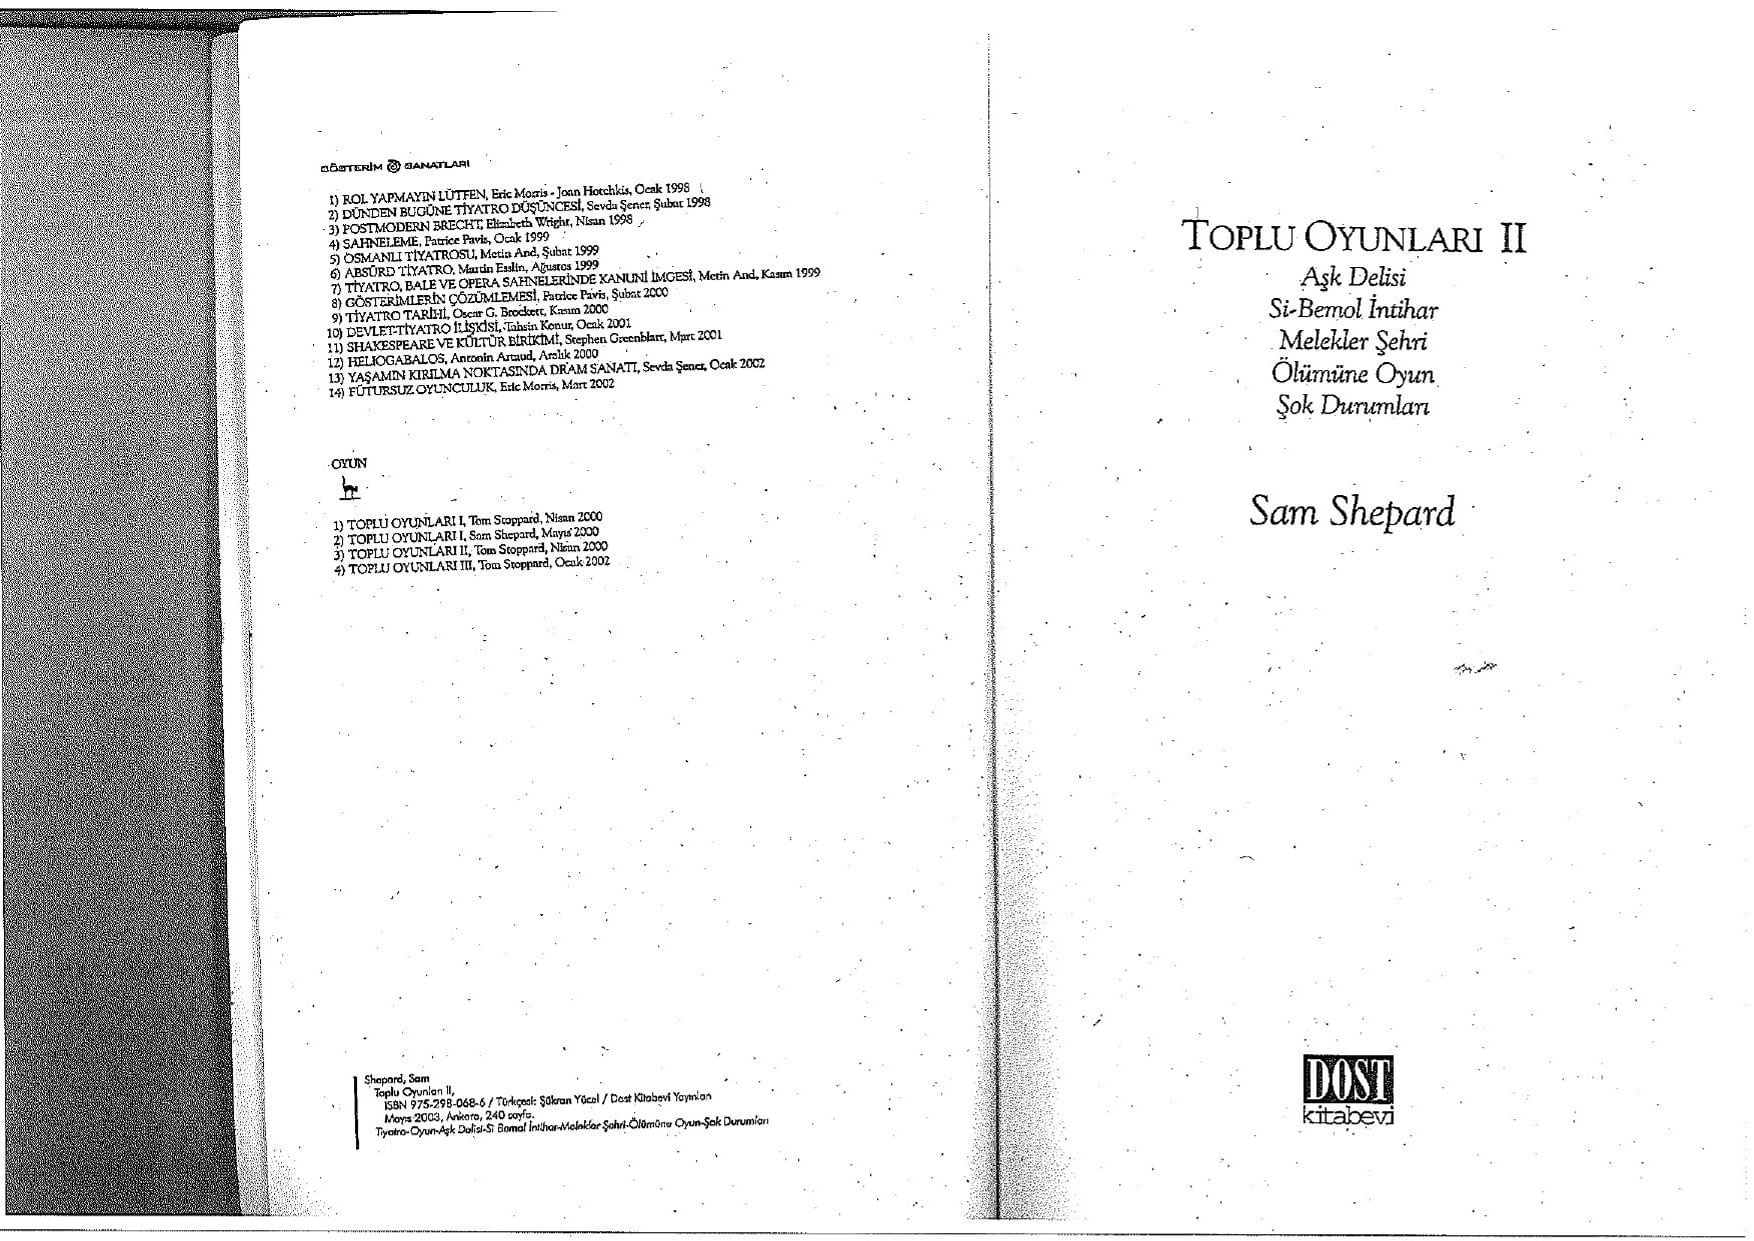 GÖSTERİM SANATLARI
1) ROL YAPMAYIN LÜTFEN, Eric Morris - Joan Hotchkis, Ocak 1998
2) DÜNDEN BUGÜNE TİYATRO DÜŞÜNCESİ, Sevda Şener, Şubat 1998
3) POSTMODERN BRECHT, Elizabeth Wright, Nisan 1998
4) SAHNELEME, Patrice Pavis, Ocak 1999
5) OSMANLI TİYATROSU, Metin And, Şubat 1999
6) ABSÜRD TİYATRO, Martin Esslin, Ağustos 1999
7) TİYATRO, BALE VE OPERA SAHNELERİNDE KANUNİ İMGESİ, Metin And, Kasım 1999
8) GÖSTERİMLERİN ÇÖZÜMLEMESİ, Patrice Pavis, Şubat 2000
9) TİYATRO TARİHİ, Oscar G. Brockett, Kasım 2000
10) DEVLET-TİYATRO İLİŞKİSİ, Tahsin Konur, Ocak 2001
11) SHAKESPEARE VE KÜLTÜR BİRİKİMİ, Stephen Greenblatt, Mart 2001
12) HELIOGABALOS, Antonin Artaud, Aralık 2000
13) YAŞAMIN KIRILMA NOKTASINDA DRAM SANATI, Sevda Şener, Ocak 2002
14) FÜTURSUZ OYUNCULUK, Eric Morris, Mart 2002
OYUN
1) TOPLU OYUNLARI I, Tom Stoppard, Nisan 2000
2) TOPLU OYUNLARI I, Sam Shepard, Mayıs 2000
3) TOPLU OYUNLARI II, Tom Stoppard, Nisan 2000
4) TOPLU OYUNLARI III, Tom Stoppard, Ocak 2002
Shepard, Sam
Toplu Oyunları II,
ISBN 975-298-068-6 / Türkçesi: Şükran Yücel / Dost Kitabevi Yayınları
Mayıs 2003, Ankara, 240 sayfa.
Tiyatro-Oyun-Aşk Delisi-Si Bemol İntihar-Melekler Şehri-Ölümüne Oyun-Şok Durumları
TOPLU OYUNLARI II
Aşk Delisi
Si-Bemol İntihar
Melekler Şehri
Ölümüne Oyun
Şok Durumları
Sam Shepard
DOST
kitabevi